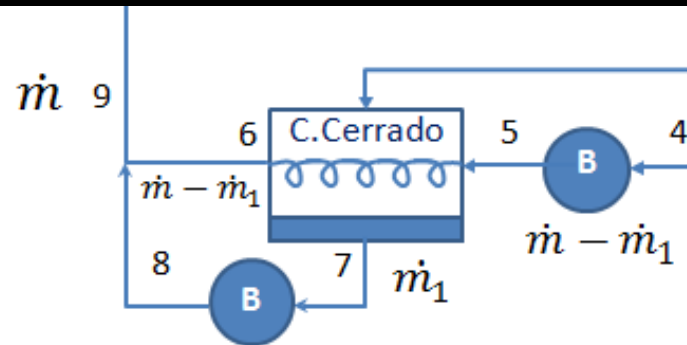 ṁ 9
6 C.Cerrado 5 B 4
ṁ − ṁ₁
ṁ − ṁ₁
8 B 7 ṁ₁